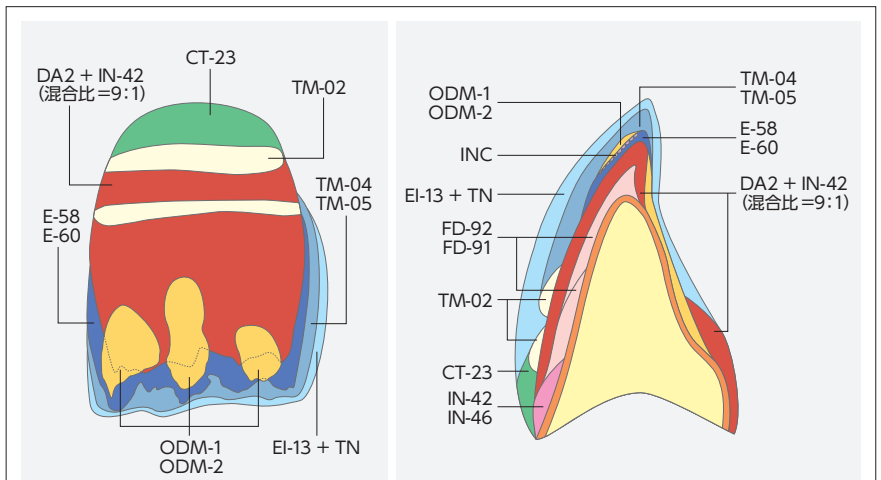 CT-23
DA2 + IN-42
(混合比=9:1)
TM-02
TM-04
TM-05
E-58
E-60
ODM-1
ODM-2
EI-13 + TN
ODM-1
ODM-2
TM-04
TM-05
E-58
E-60
INC
EI-13 + TN
DA2 + IN-42
(混合比=9:1)
FD-92
FD-91
TM-02
CT-23
IN-42
IN-46